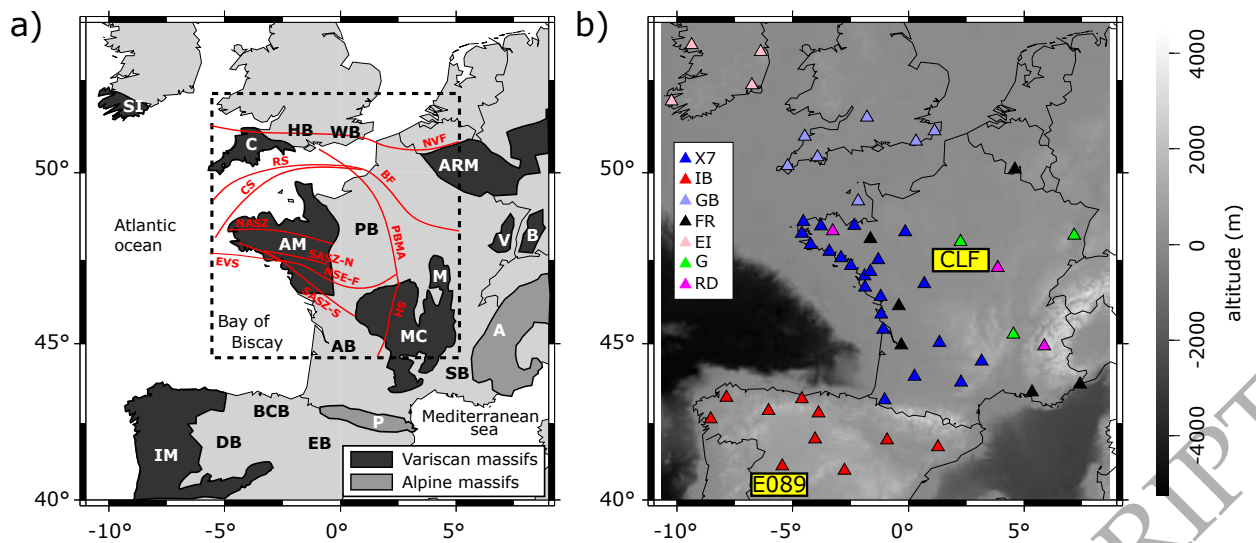 a)
SI
C
HB
WB
NVF
ARM
RS
CS
BF
NASZ
AM
PB
PBMA
V
B
SASZ-N
EVS
NSE-F
SASZ-S
M
HS
MC
A
AB
SB
BCB
P
DB
EB
IM
Atlantic
ocean
Bay of
Biscay
Mediterranean
sea
Variscan massifs
Alpine massifs
50°
45°
40°
-10°
-5°
0°
5°
b)
X7
IB
GB
FR
EI
G
RD
CLF
E089
50°
45°
40°
-10°
-5°
0°
5°
4000
2000
0
-2000
-4000
altitude (m)
RIPT